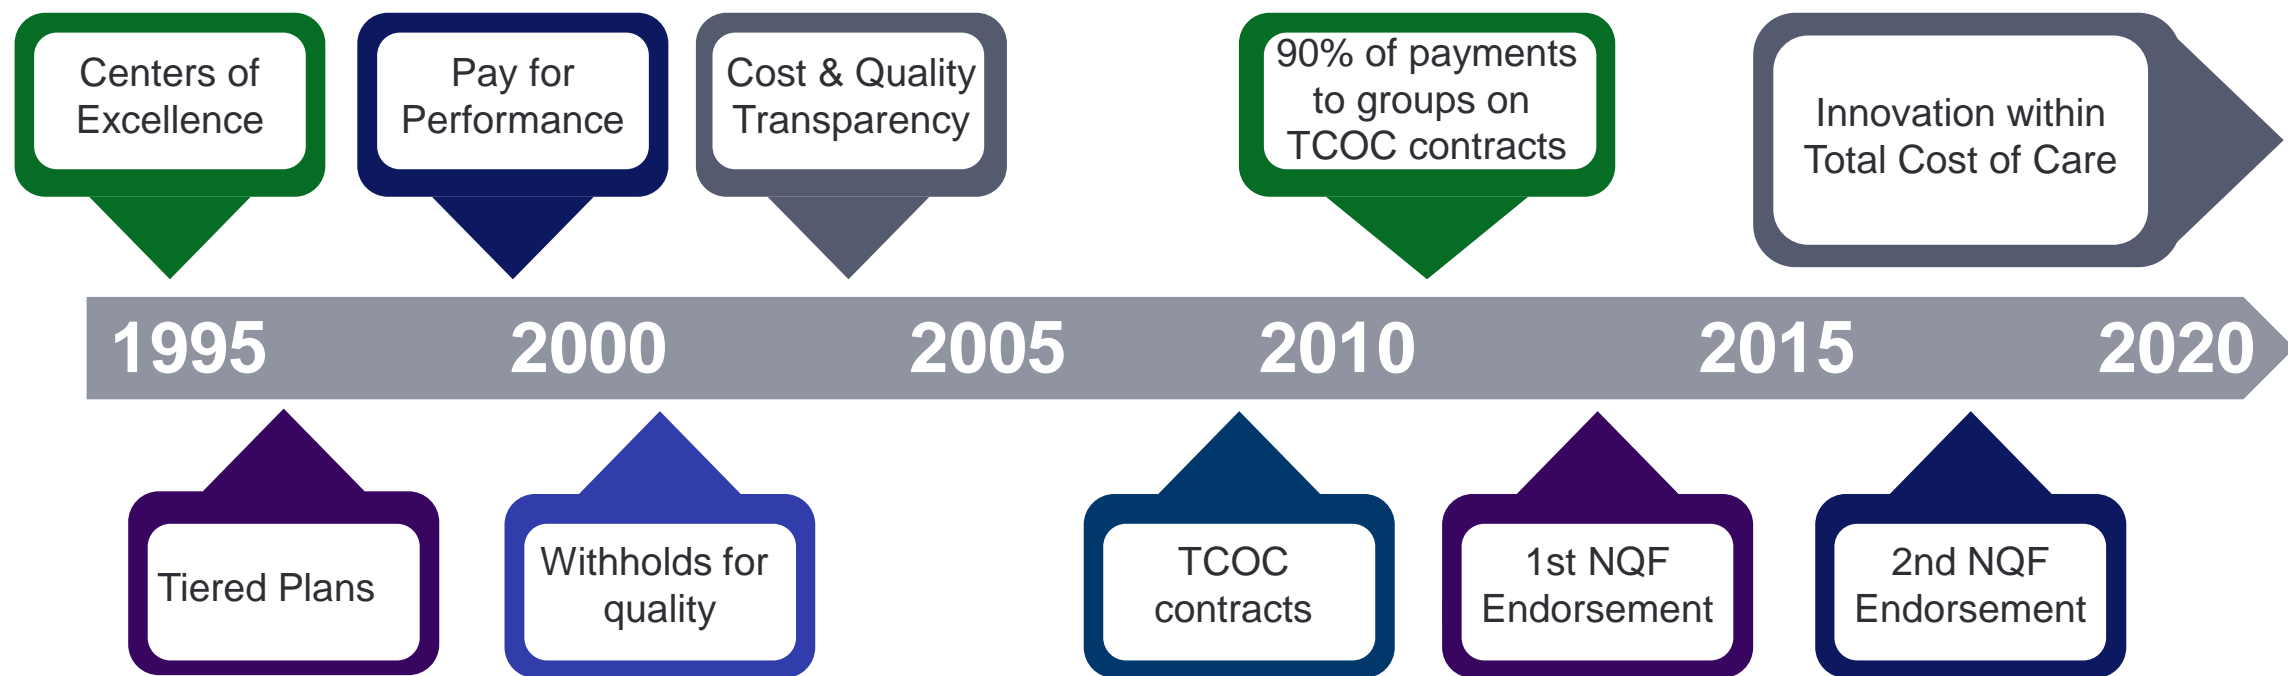 Centers of
Excellence
Pay for
Performance
Cost & Quality
Transparency
90% of payments
to groups on
TCOC contracts
Innovation within
Total Cost of Care
1995
2000
2005
2010
2015
2020
Tiered Plans
Withholds for
quality
TCOC
contracts
1st NQF
Endorsement
2nd NQF
Endorsement